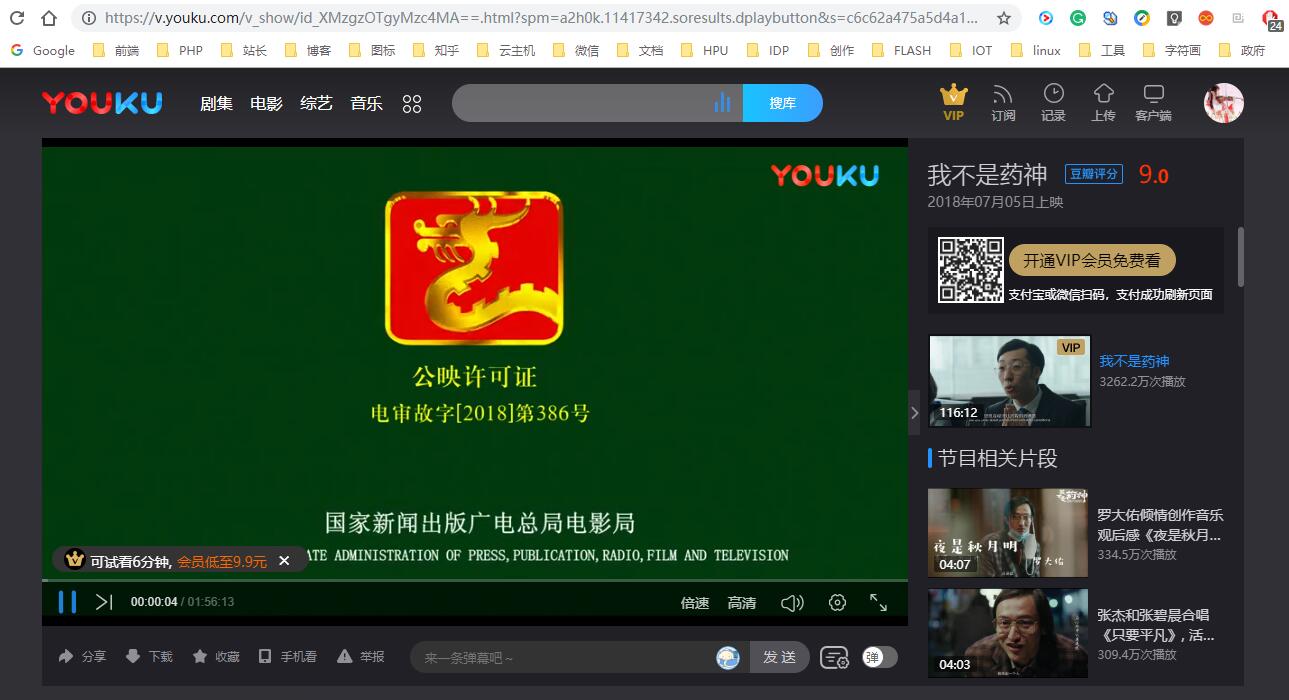 https://v.youku.com/v_show/id_XMzgzOTgyMzc4MA==.html?spm=a2h0k.11417342.soresults.dplaybutton&s=c6c62a475a5d4a1...
24
Google 前端 PHP 站长 博客 图标 知乎 云主机 微信 文档 HPU IDP 创作 FLASH IOT linux 工具 字符画 政府
YOUKU 剧集 电影 综艺 音乐 搜库 VIP 订阅 记录 上传 客户端
YOUKU
公映许可证
电审故字[2018]第386号
国家新闻出版广电总局电影局
ATE ADMINISTRATION OF PRESS,PUBLICATION,RADIO,FILM AND TELEVISION
可试看6分钟, 会员低至9.9元
00:00:04 / 01:56:13 倍速 高清
分享 下载 收藏 手机看 举报 来一条弹幕吧~ 发送 弹
我不是药神 豆瓣评分 9.0
2018年07月05日上映
开通VIP会员免费看
支付宝或微信扫码，支付成功刷新页面
VIP
116:12
我不是药神
3262.2万次播放
节目相关片段
夜是秋月明
罗大佑
04:07
罗大佑倾情创作音乐
观后感《夜是秋月...
334.5万次播放
04:03
张杰和张碧晨合唱
《只要平凡》, 活...
309.4万次播放